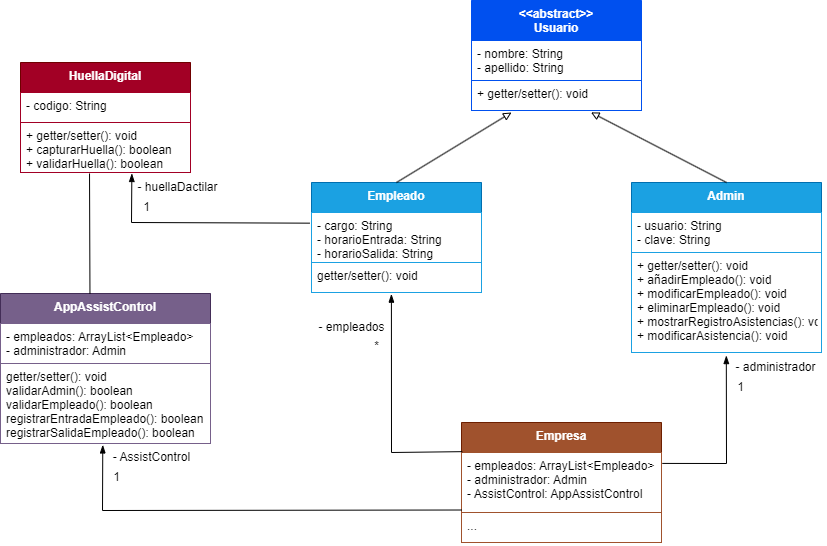 <<abstract>>
Usuario
- nombre: String
- apellido: String
+ getter/setter(): void
HuellaDigital
- codigo: String
+ getter/setter(): void
+ capturarHuella(): boolean
+ validarHuella(): boolean
- huellaDactilar
1
Empleado
- cargo: String
- horarioEntrada: String
- horarioSalida: String
getter/setter(): void
Admin
- usuario: String
- clave: String
+ getter/setter(): void
+ añadirEmpleado(): void
+ modificarEmpleado(): void
+ eliminarEmpleado(): void
+ mostrarRegistroAsistencias(): vo
+ modificarAsistencia(): void
AppAssistControl
- empleados: ArrayList<Empleado>
- administrador: Admin
getter/setter(): void
validarAdmin(): boolean
validarEmpleado(): boolean
registrarEntradaEmpleado(): boolean
registrarSalidaEmpleado(): boolean
- empleados
*
- administrador
1
- AssistControl
1
Empresa
- empleados: ArrayList<Empleado>
- administrador: Admin
- AssistControl: AppAssistControl
...